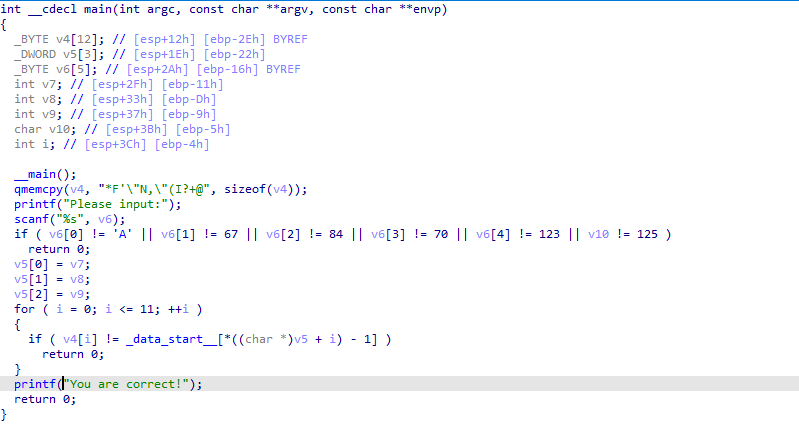 int __cdecl main(int argc, const char **argv, const char **envp)
{
  _BYTE v4[12]; // [esp+12h] [ebp-2Eh] BYREF
  _DWORD v5[3]; // [esp+1Eh] [ebp-22h]
  _BYTE v6[5]; // [esp+2Ah] [ebp-16h] BYREF
  int v7; // [esp+2Fh] [ebp-11h]
  int v8; // [esp+33h] [ebp-Dh]
  int v9; // [esp+37h] [ebp-9h]
  char v10; // [esp+3Bh] [ebp-5h]
  int i; // [esp+3Ch] [ebp-4h]

  __main();
  qmemcpy(v4, "*F'\"N,\"(I?+@", sizeof(v4));
  printf("Please input:");
  scanf("%s", v6);
  if ( v6[0] != 'A' || v6[1] != 67 || v6[2] != 84 || v6[3] != 70 || v6[4] != 123 || v10 != 125 )
    return 0;
  v5[0] = v7;
  v5[1] = v8;
  v5[2] = v9;
  for ( i = 0; i <= 11; ++i )
  {
    if ( v4[i] != _data_start__[*((char *)v5 + i) - 1] )
      return 0;
  }
  printf("You are correct!");
  return 0;
}